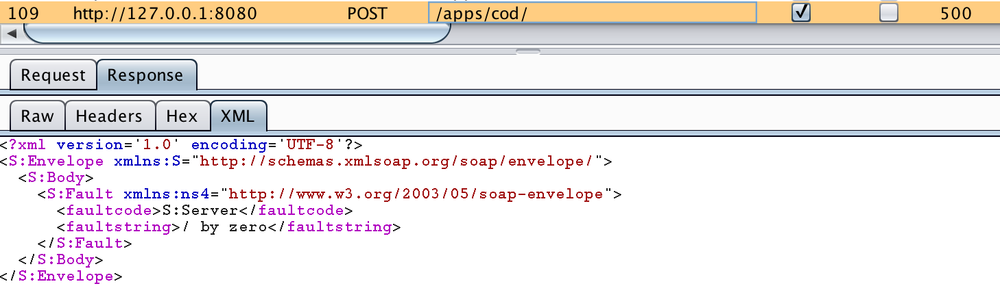 109 http://127.0.0.1:8080 POST /apps/cod/ 500
Request Response
Raw Headers Hex XML
<?xml version='1.0' encoding='UTF-8'?>
<S:Envelope xmlns:S="http://schemas.xmlsoap.org/soap/envelope/">
  <S:Body>
    <S:Fault xmlns:ns4="http://www.w3.org/2003/05/soap-envelope">
      <faultcode>S:Server</faultcode>
      <faultstring>/ by zero</faultstring>
    </S:Fault>
  </S:Body>
</S:Envelope>